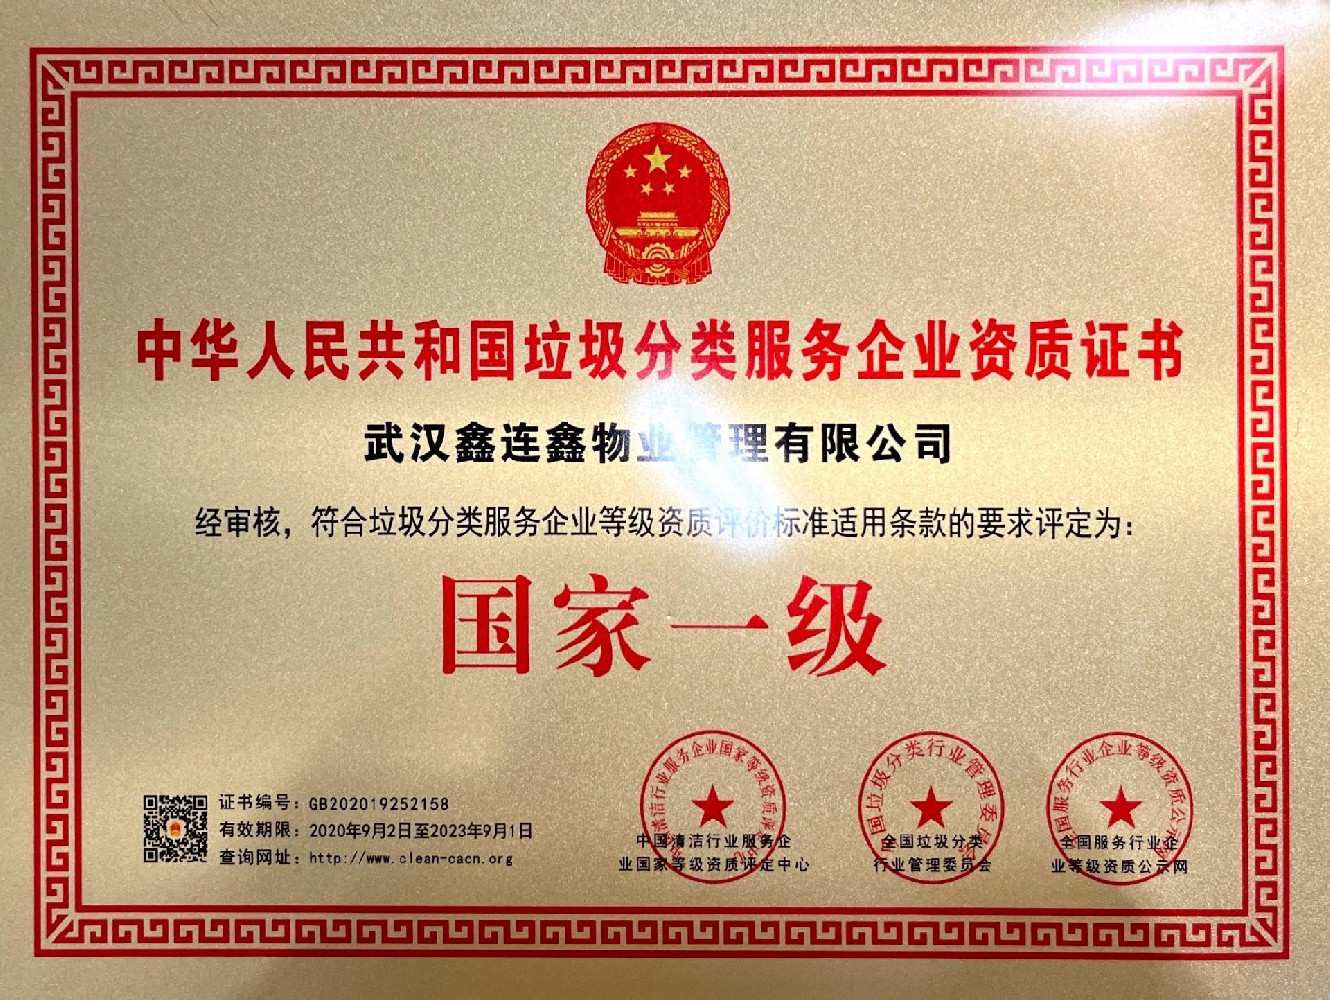 中华人民共和国垃圾分类服务企业资质证书
武汉鑫连鑫物业管理有限公司
经审核，符合垃圾分类服务企业等级资质评价标准适用条款的要求评定为：
国家一级
证书编号：GB202019252158
有效期限：2020年9月2日至2023年9月1日
查询网址：http://www.clean-cacn.org
中国清洁行业服务企
业国家等级资质评定中心
全国垃圾分类
行业管理委员会
全国服务行业企
业等级资质公示网